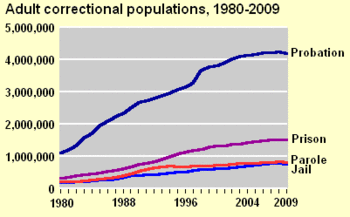 Adult correctional populations, 1980-2009
5,000,000
4,000,000
3,000,000
2,000,000
1,000,000
0
Probation
Prison
Parole
Jail
1980
1988
1996
2004
2009